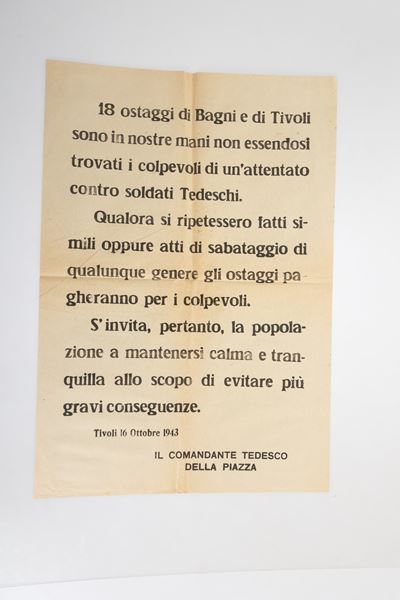 18 ostaggi di Bagni e di Tivoli
sono in nostre mani non essendosi
trovati i colpevoli di un'attentato
contro soldati Tedeschi.
Qualora si ripetessero fatti si-
mili oppure atti di sabataggio di
qualunque genere gli ostaggi pa-
gheranno per i colpevoli.
S'invita, pertanto, la popola-
zione a mantenersi calma e tran-
quilla allo scopo di evitare più
gravi conseguenze.
Tivoli 16 Ottobre 1943
IL COMANDANTE TEDESCO
DELLA PIAZZA